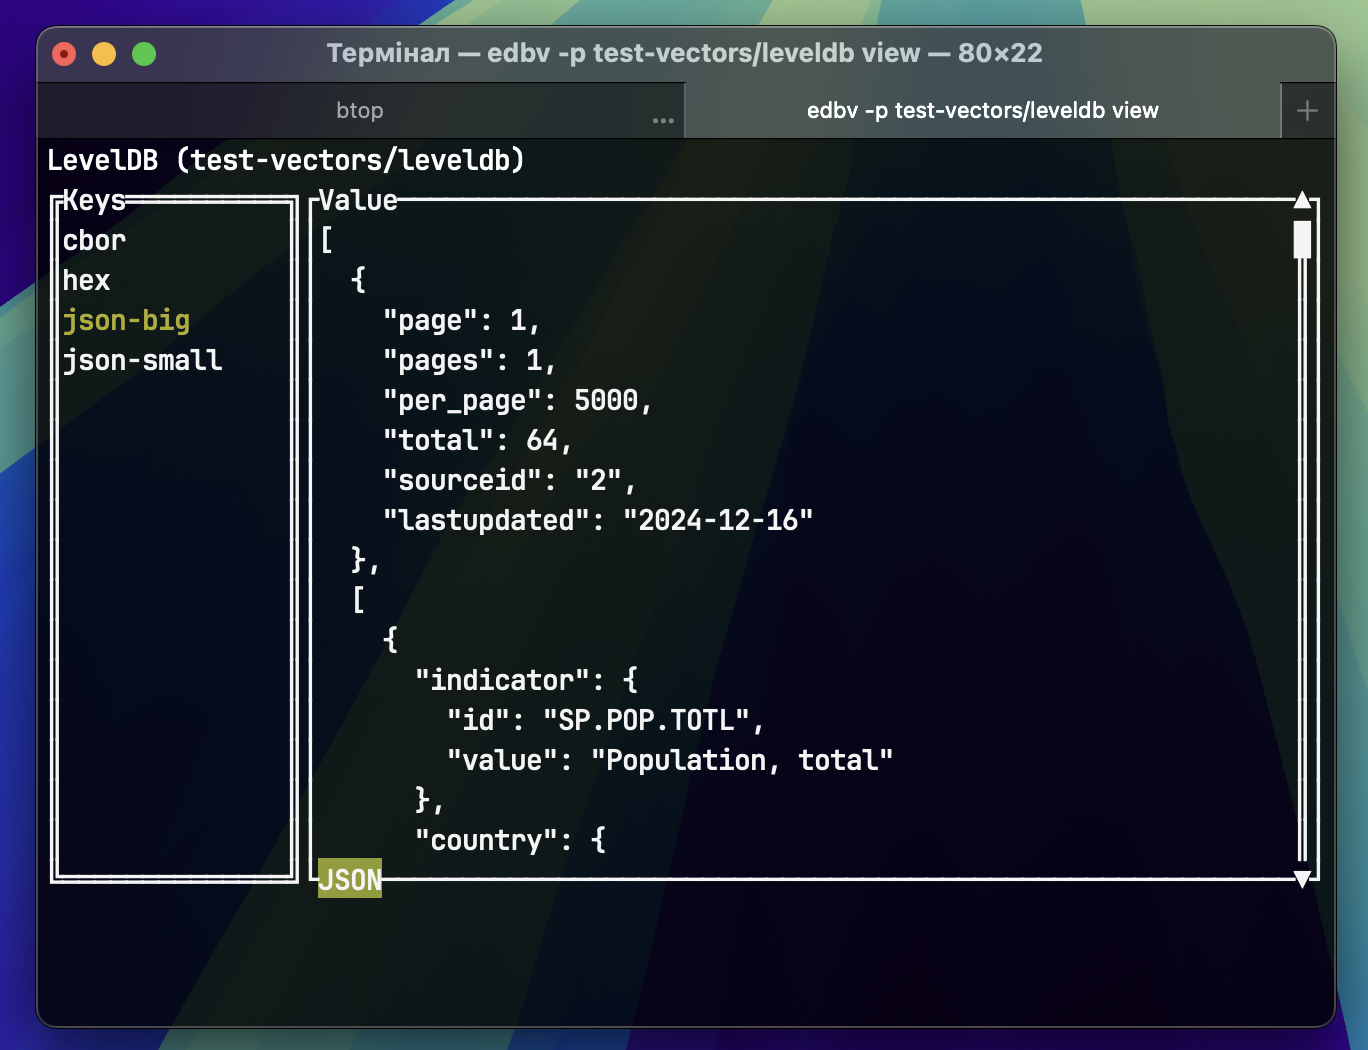 Термінал — edbv -p test-vectors/leveldb view — 80×22
btop ... edbv -p test-vectors/leveldb view +
LevelDB (test-vectors/leveldb)
Keys
cbor
hex
json-big
json-small
Value
[
  {
    "page": 1,
    "pages": 1,
    "per_page": 5000,
    "total": 64,
    "sourceid": "2",
    "lastupdated": "2024-12-16"
  },
  [
    {
      "indicator": {
        "id": "SP.POP.TOTL",
        "value": "Population, total"
      },
      "country": {
JSON